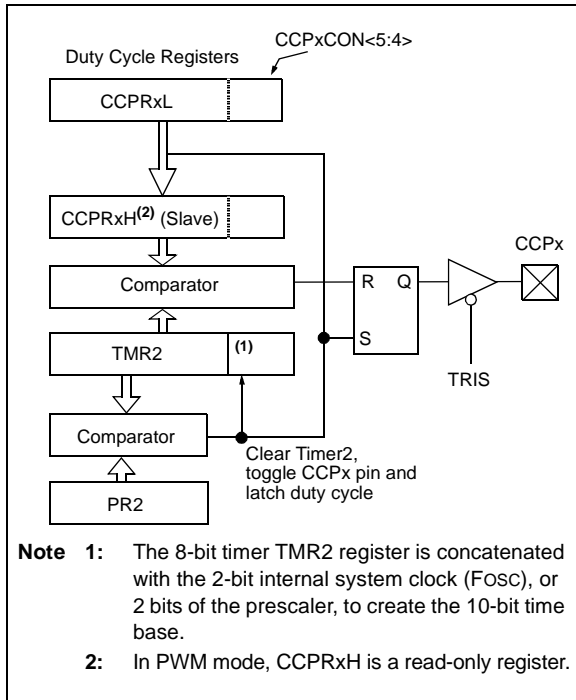 CCPxCON<5:4>
Duty Cycle Registers
CCPRxL
CCPRxH(2) (Slave)
CCPx
Comparator
R Q
S
TMR2
(1)
TRIS
Comparator
Clear Timer2,
toggle CCPx pin and
latch duty cycle
PR2
Note 1: The 8-bit timer TMR2 register is concatenated
with the 2-bit internal system clock (FOSC), or
2 bits of the prescaler, to create the 10-bit time
base.
2: In PWM mode, CCPRxH is a read-only register.